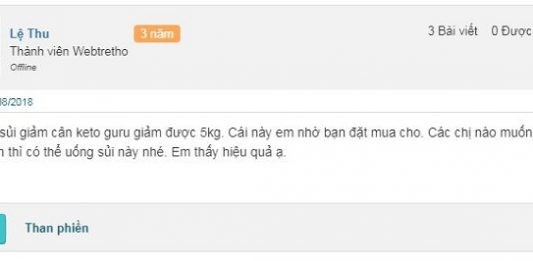 Lệ Thu
3 năm
3 Bài viết 0 Được
Thành viên Webtretho
Offline
8/2018
sủi giảm cân keto guru giảm được 5kg. Cái này em nhờ bạn đặt mua cho. Các chị nào muốn
thì có thể uống sủi này nhé. Em thấy hiệu quả ạ.
Than phiền